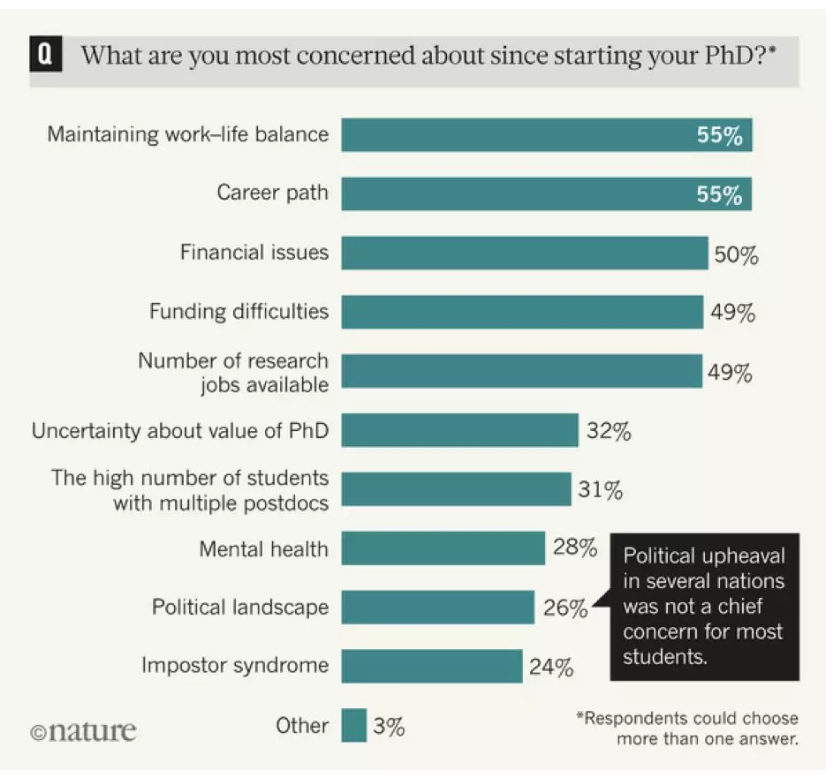 Q What are you most concerned about since starting your PhD?*
Maintaining work–life balance 55%
Career path 55%
Financial issues 50%
Funding difficulties 49%
Number of research
jobs available 49%
Uncertainty about value of PhD 32%
The high number of students
with multiple postdocs 31%
Mental health 28%
Political landscape 26%
Political upheaval
in several nations
was not a chief
concern for most
students.
Impostor syndrome 24%
Other 3%
©nature
*Respondents could choose
more than one answer.